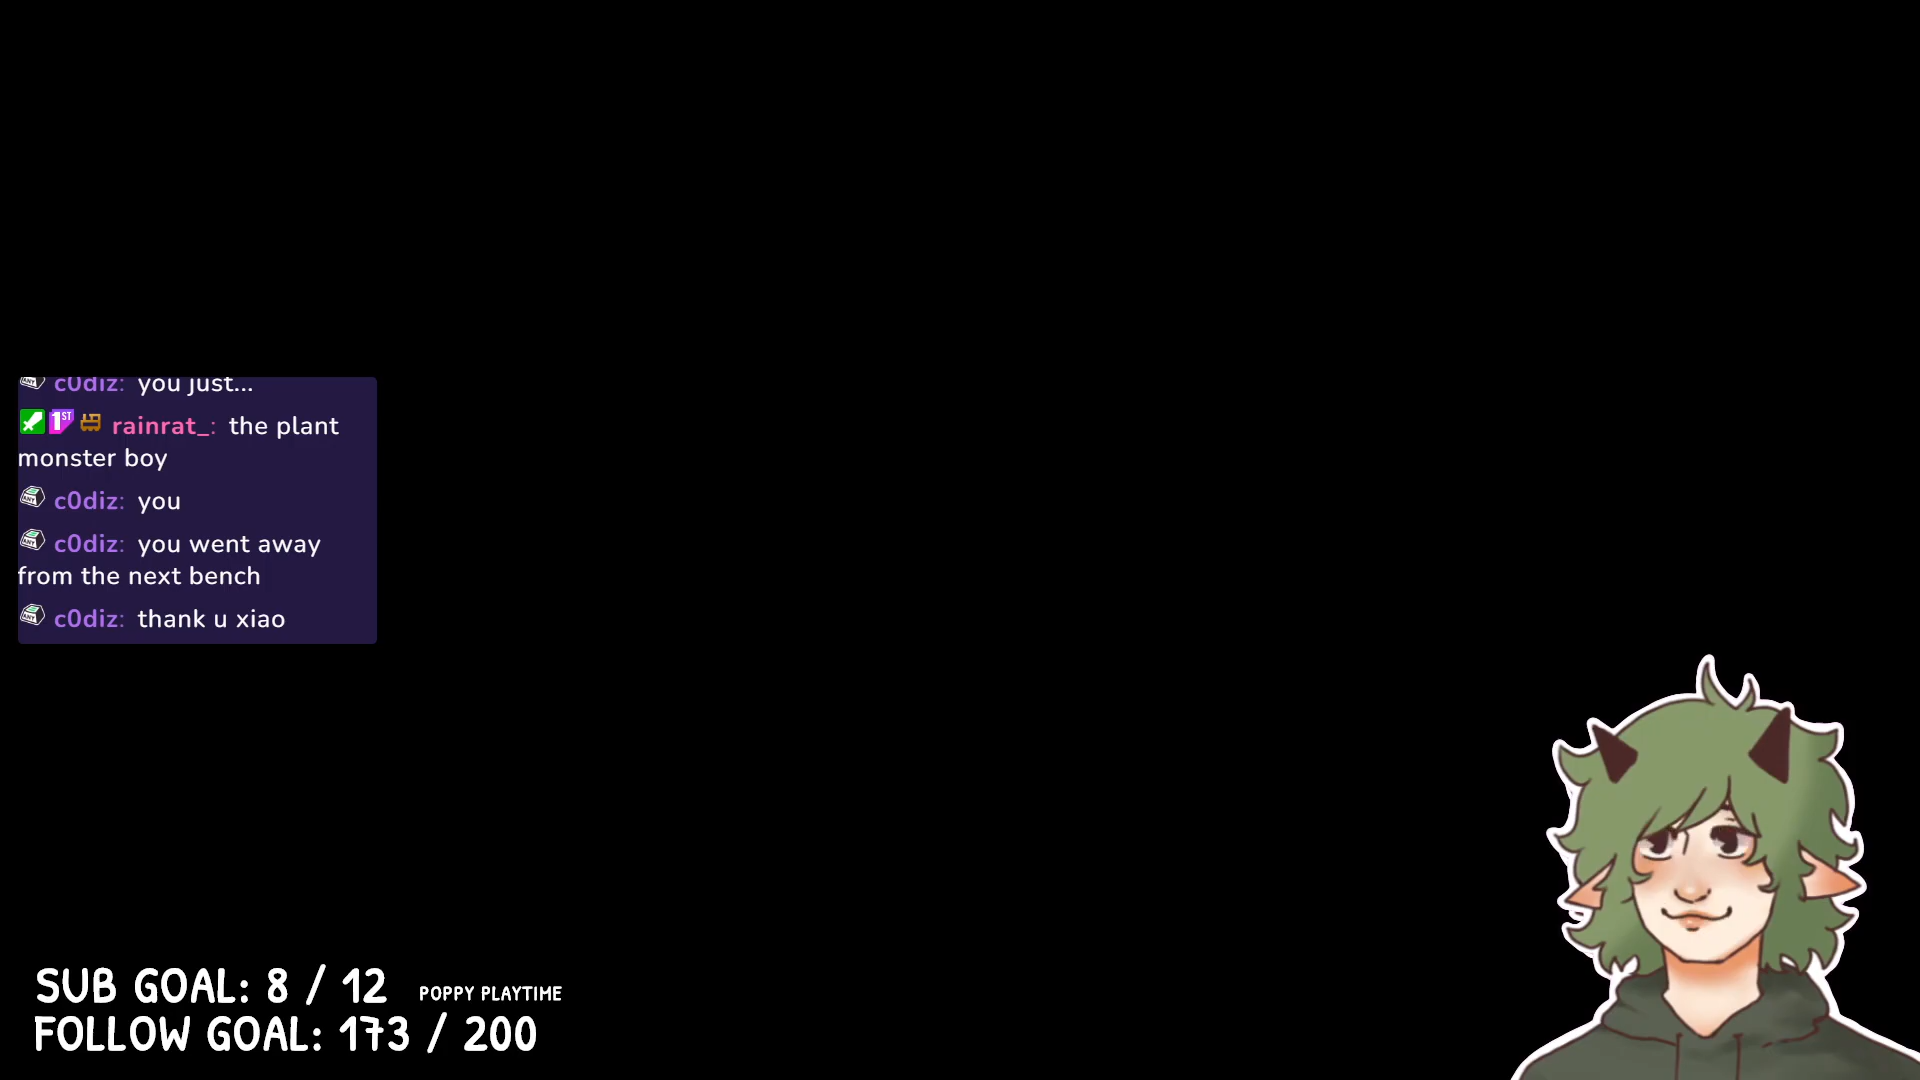 c0diz: you just...
1ST rainrat_: the plant
monster boy
c0diz: you
c0diz: you went away
from the next bench
c0diz: thank u xiao
SUB GOAL: 8 / 12 POPPY PLAYTIME
FOLLOW GOAL: 173 / 200